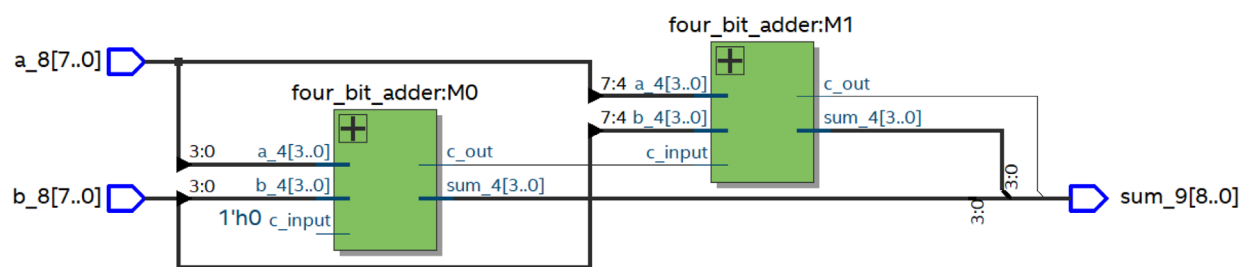 four_bit_adder:M1
a_8[7..0]
7:4 a_4[3..0] c_out
four_bit_adder:M0
7:4 b_4[3..0] sum_4[3..0]
3:0 a_4[3..0] c_out c_input
3:0
b_8[7..0] 3:0 b_4[3..0] sum_4[3..0] sum_9[8..0]
3:0
1'h0 c_input